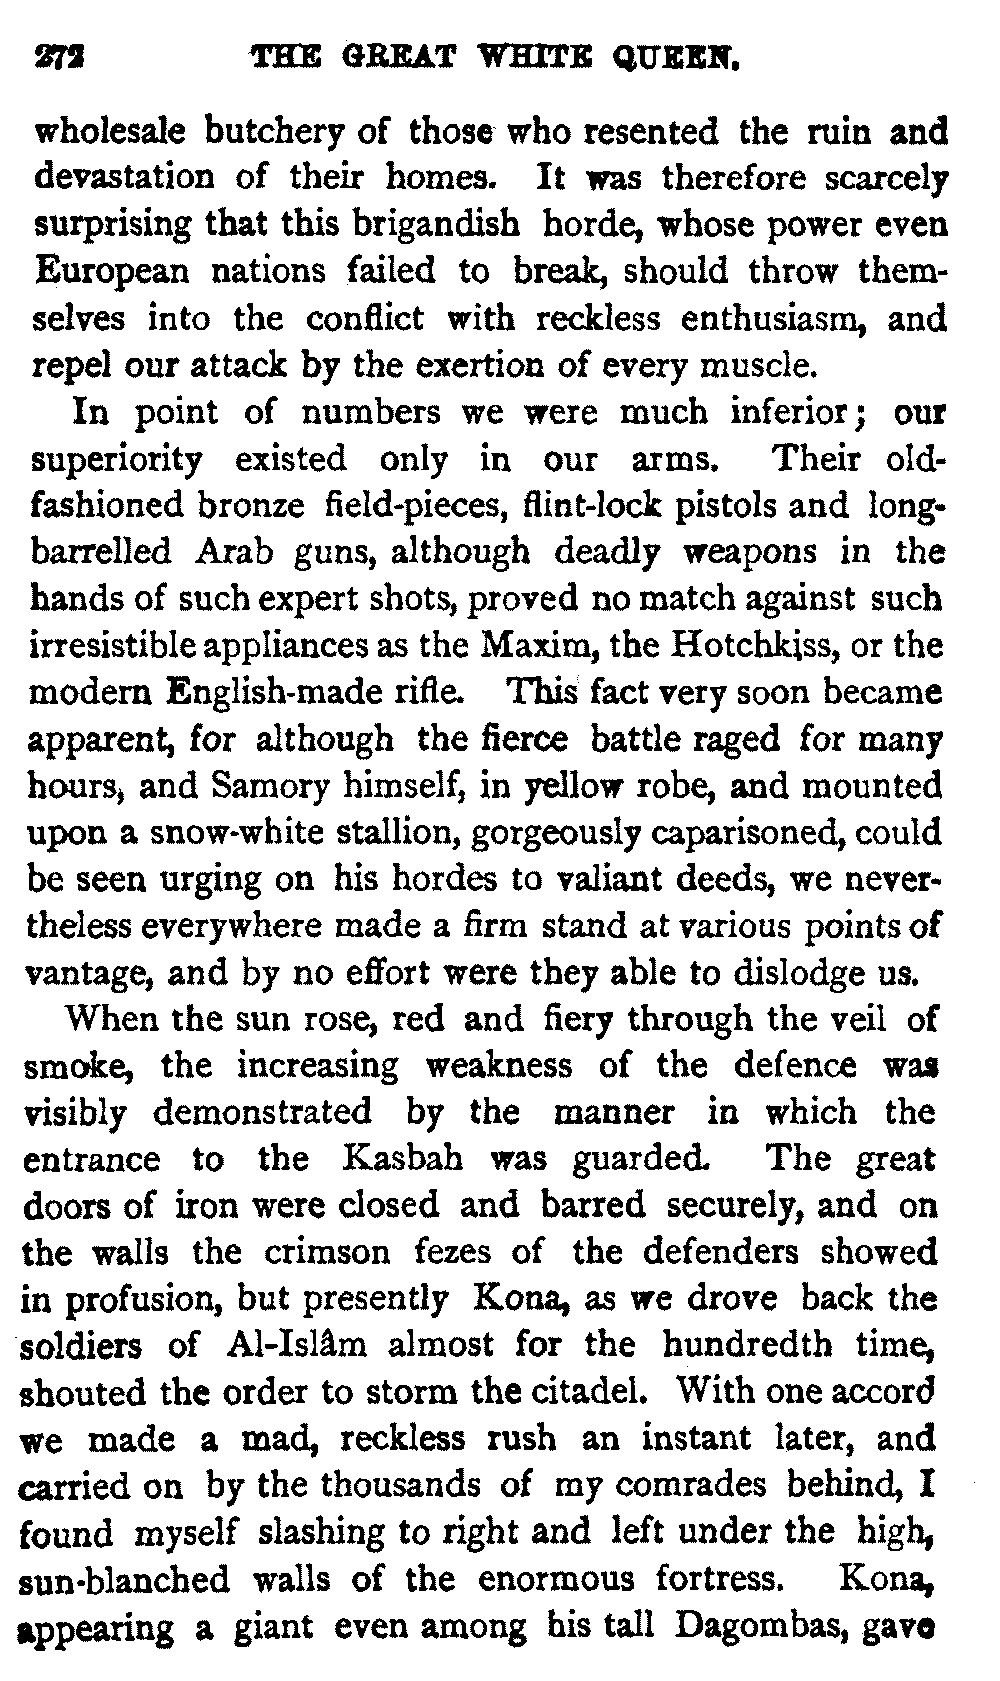 272 THE GREAT WHITE QUEEN.
wholesale butchery of those who resented the ruin and
devastation of their homes. It was therefore scarcely
surprising that this brigandish horde, whose power even
European nations failed to break, should throw them-
selves into the conflict with reckless enthusiasm, and
repel our attack by the exertion of every muscle.
In point of numbers we were much inferior; our
superiority existed only in our arms. Their old-
fashioned bronze field-pieces, flint-lock pistols and long-
barrelled Arab guns, although deadly weapons in the
hands of such expert shots, proved no match against such
irresistible appliances as the Maxim, the Hotchkiss, or the
modern English-made rifle. This fact very soon became
apparent, for although the fierce battle raged for many
hours, and Samory himself, in yellow robe, and mounted
upon a snow-white stallion, gorgeously caparisoned, could
be seen urging on his hordes to valiant deeds, we never-
theless everywhere made a firm stand at various points of
vantage, and by no effort were they able to dislodge us.
When the sun rose, red and fiery through the veil of
smoke, the increasing weakness of the defence was
visibly demonstrated by the manner in which the
entrance to the Kasbah was guarded. The great
doors of iron were closed and barred securely, and on
the walls the crimson fezes of the defenders showed
in profusion, but presently Kona, as we drove back the
soldiers of Al-Islâm almost for the hundredth time,
shouted the order to storm the citadel. With one accord
we made a mad, reckless rush an instant later, and
carried on by the thousands of my comrades behind, I
found myself slashing to right and left under the high,
sun-blanched walls of the enormous fortress. Kona,
appearing a giant even among his tall Dagombas, gave